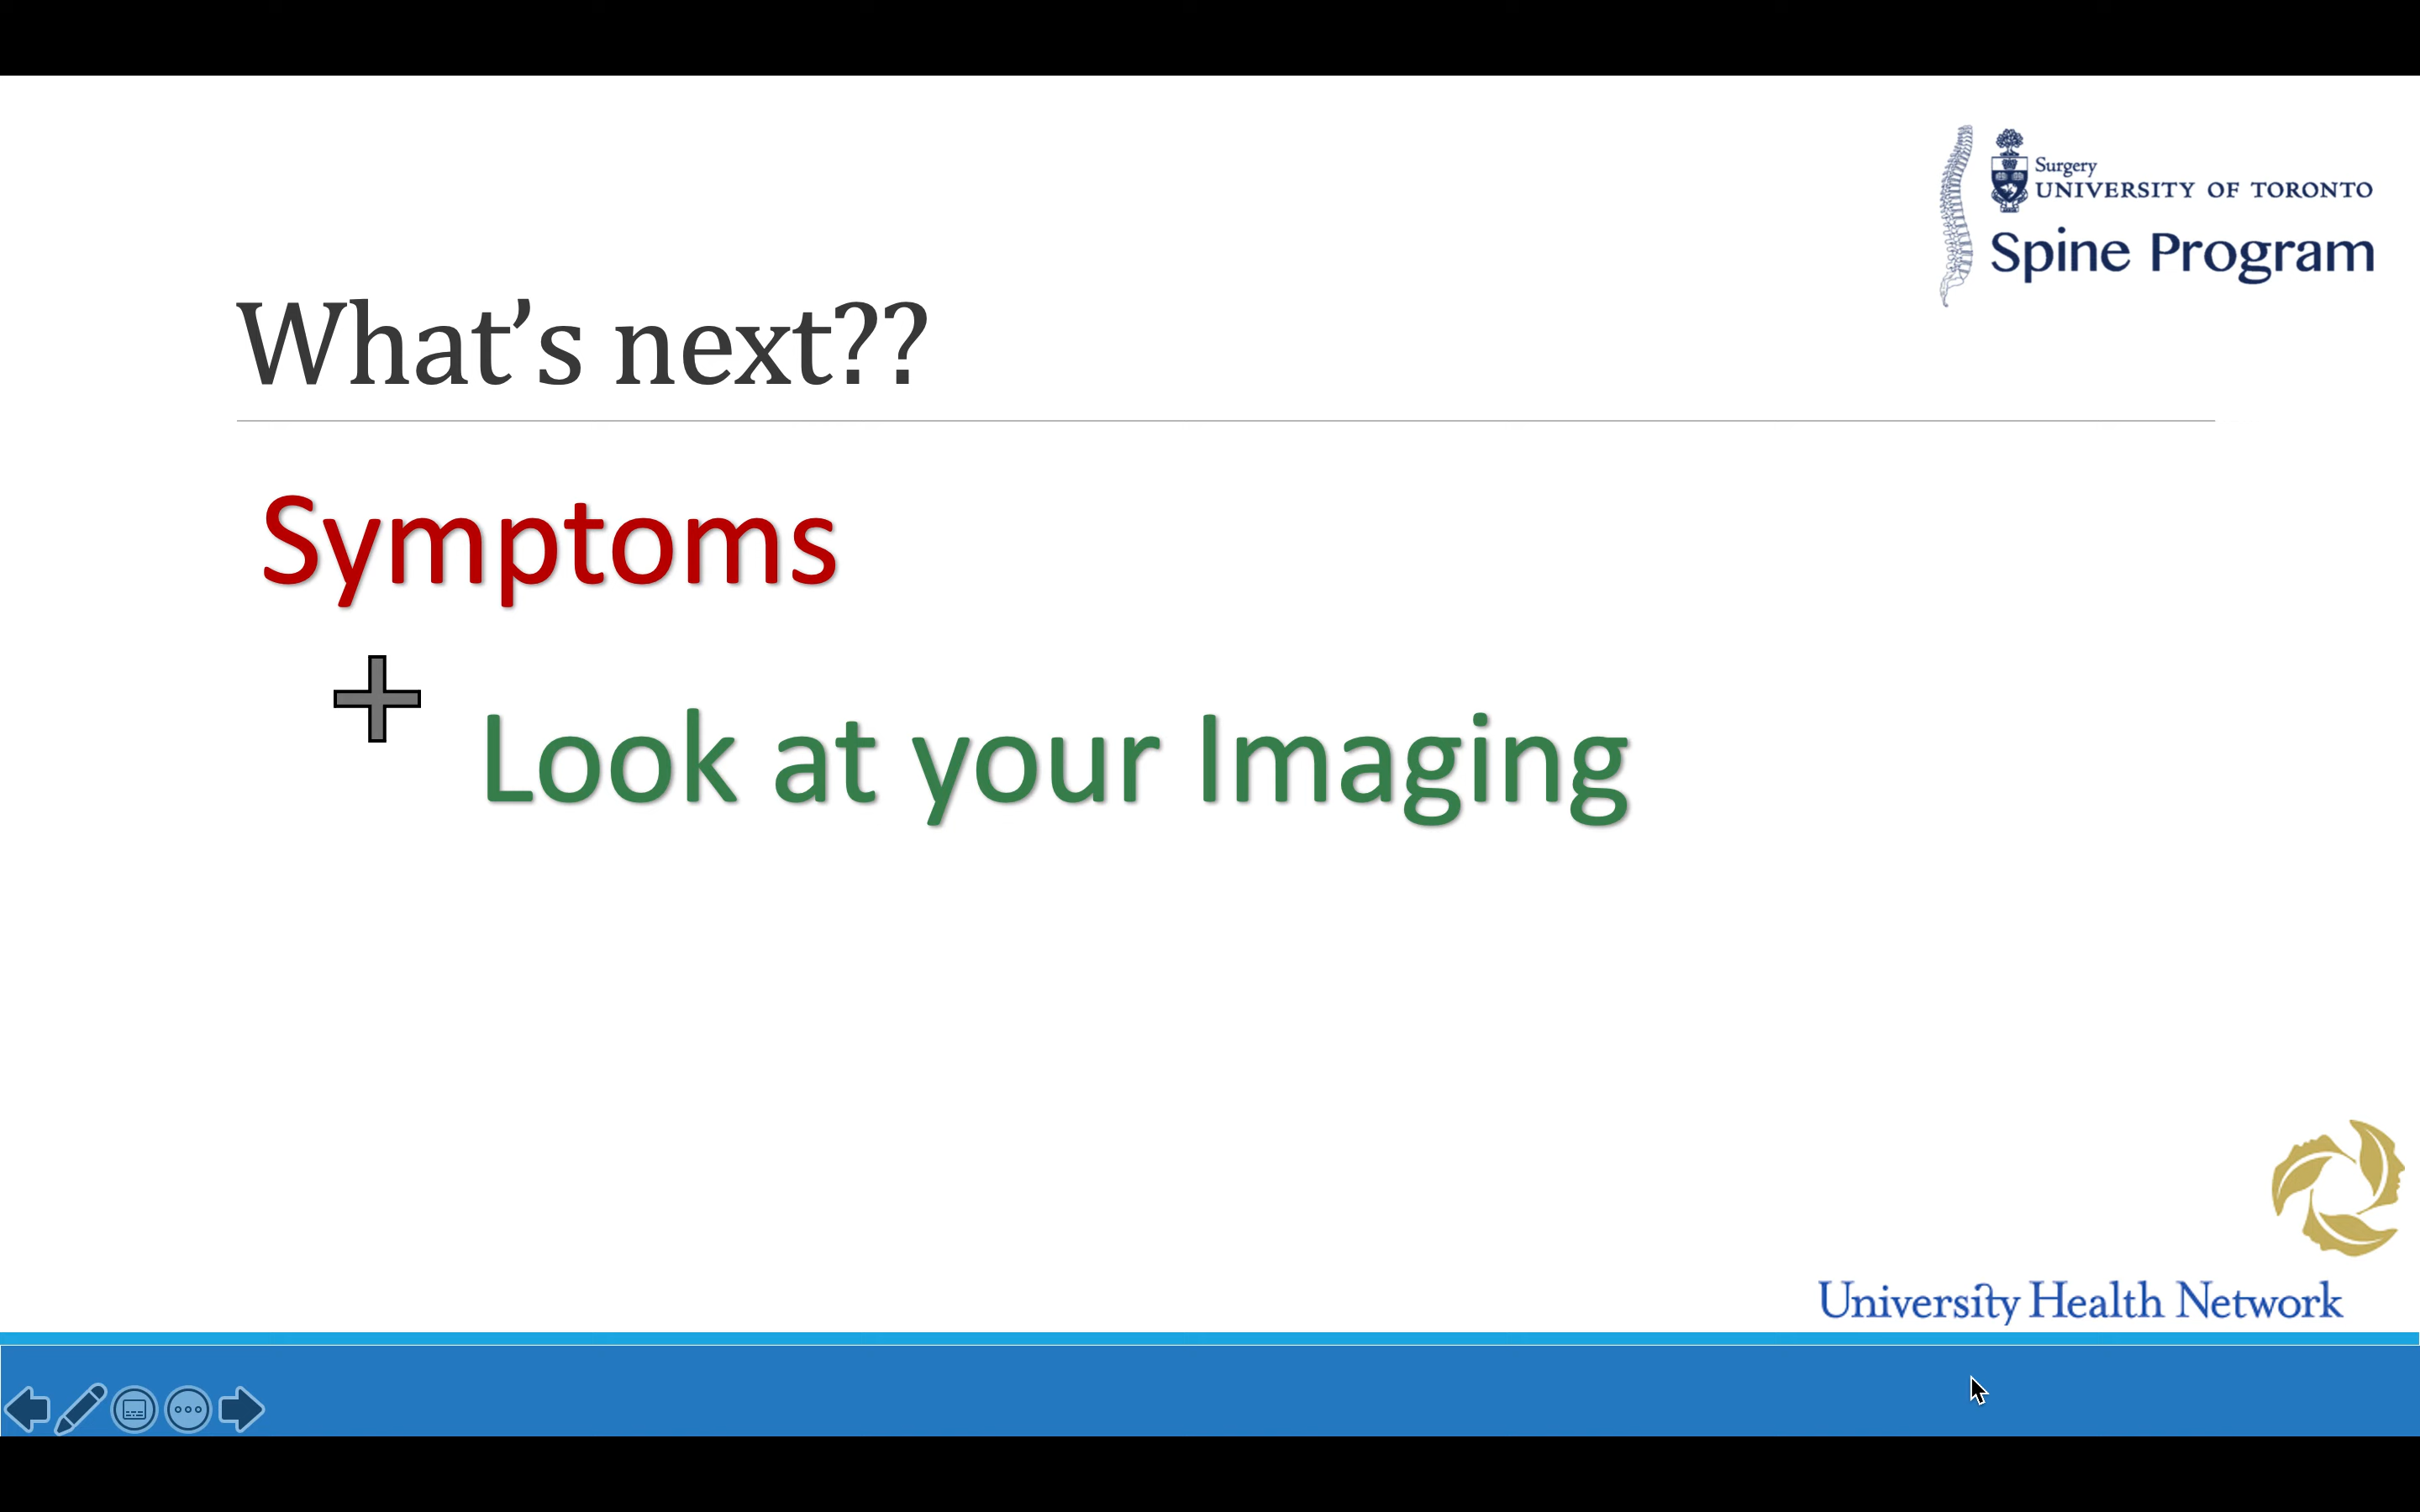 Surgery
UNIVERSITY OF TORONTO
Spine Program
What’s next??
Symptoms
Look at your Imaging
University Health Network